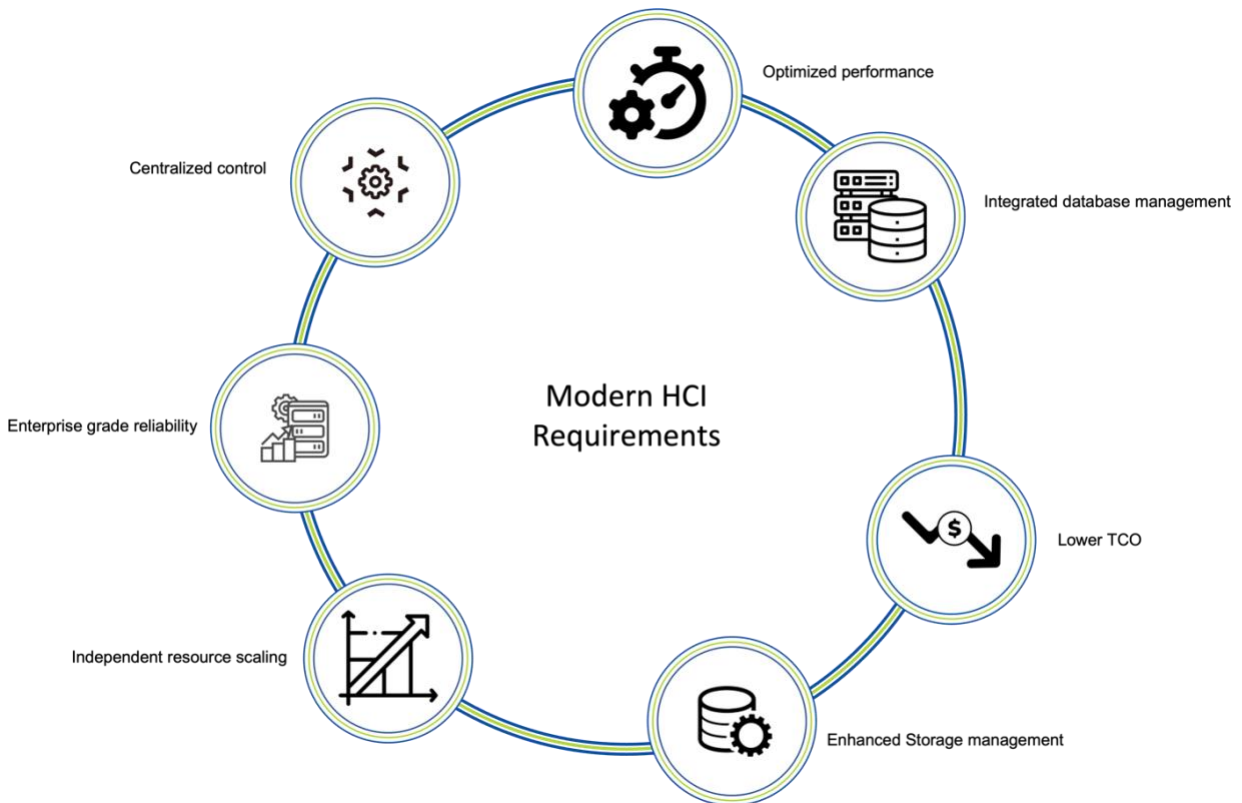 Optimized performance
Centralized control
Integrated database management
Modern HCI
Requirements
Enterprise grade reliability
$
Lower TCO
Independent resource scaling
Enhanced Storage management